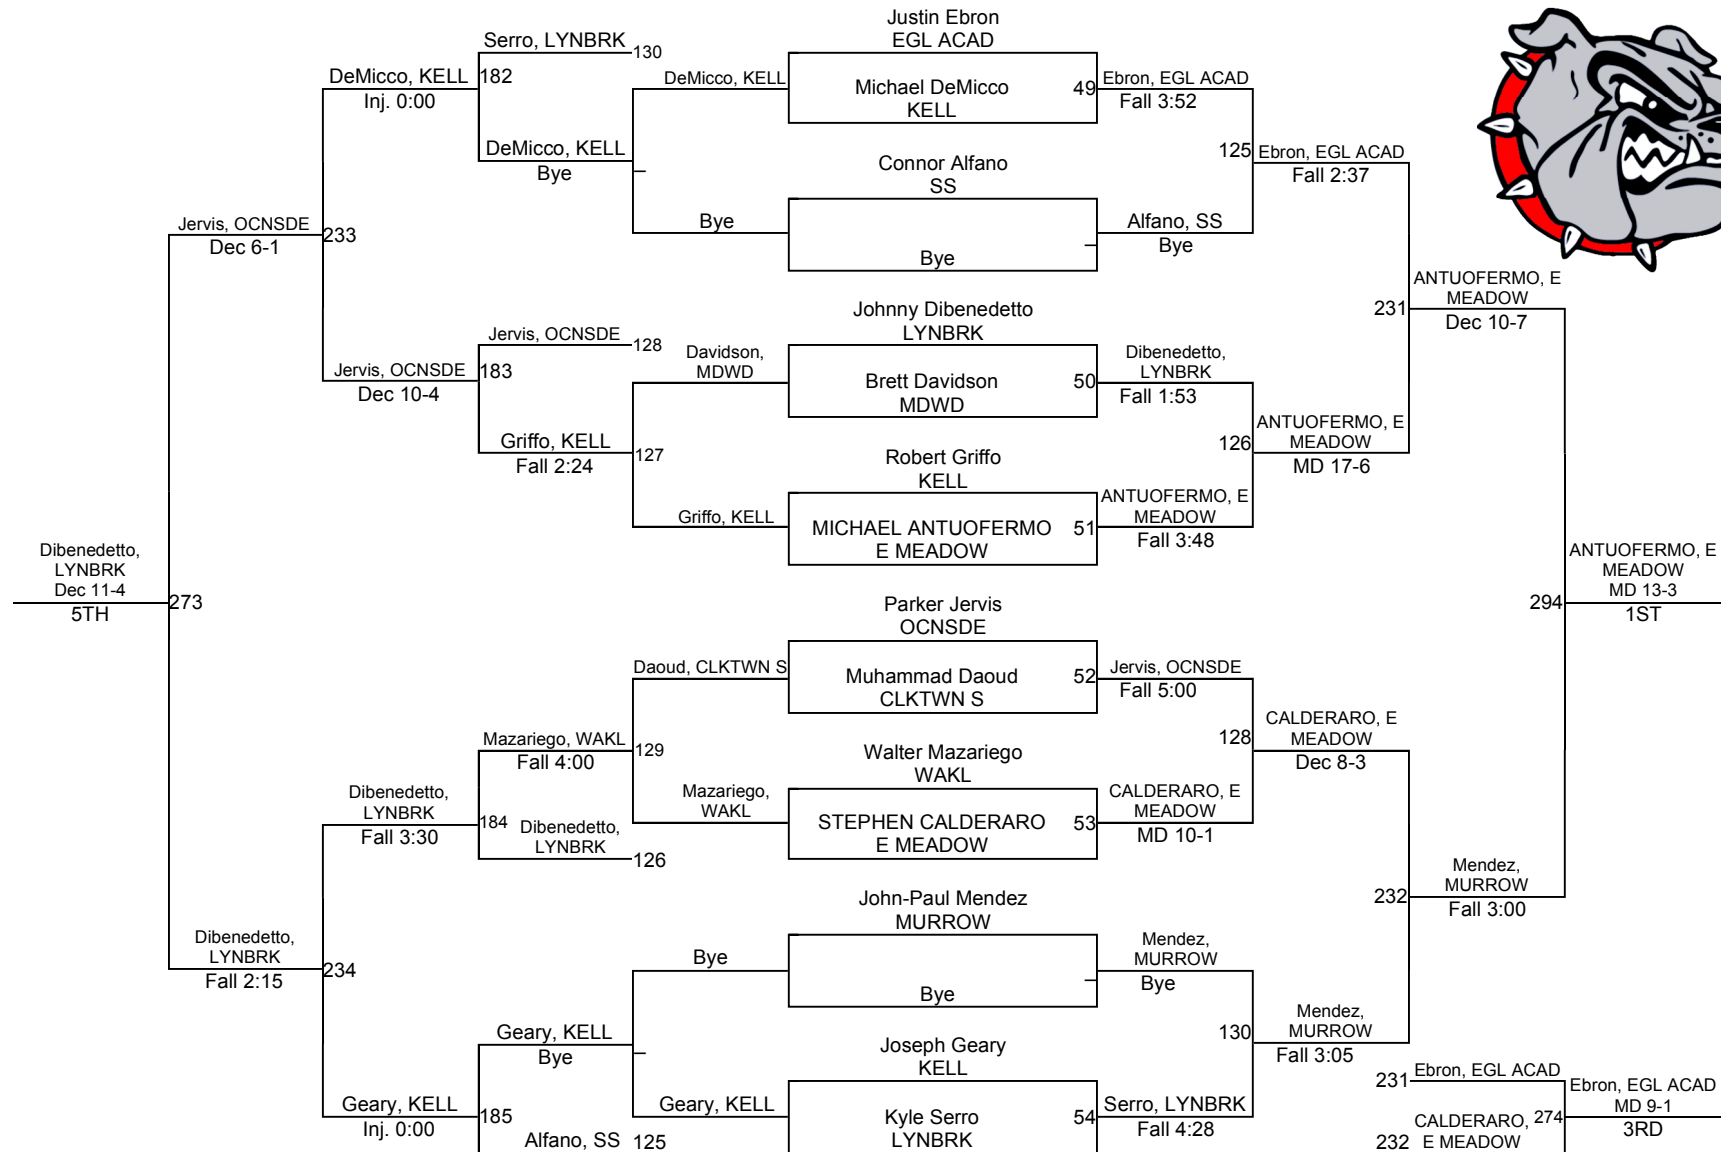 Justin Ebron
EGL ACAD
Serro, LYNBRK
130
DeMicco, KELL
182
Inj. 0:00
DeMicco, KELL
Michael DeMicco
KELL
49
Ebron, EGL ACAD
Fall 3:52
DeMicco, KELL
Bye
Connor Alfano
SS
125
Ebron, EGL ACAD
Fall 2:37
Jervis, OCNSDE
Dec 6-1
233
Bye
Bye
Alfano, SS
Bye
Johnny Dibenedetto
LYNBRK
231
ANTUOFERMO, E
MEADOW
Dec 10-7
Jervis, OCNSDE
128
Jervis, OCNSDE
183
Dec 10-4
Davidson,
MDWD
Brett Davidson
MDWD
50
Dibenedetto,
LYNBRK
Fall 1:53
Griffo, KELL
Fall 2:24
127
Robert Griffo
KELL
126
ANTUOFERMO, E
MEADOW
MD 17-6
Griffo, KELL
MICHAEL ANTUOFERMO
E MEADOW
51
ANTUOFERMO, E
MEADOW
Fall 3:48
Dibenedetto,
LYNBRK
Dec 11-4
5TH
273
Parker Jervis
OCNSDE
294
ANTUOFERMO, E
MEADOW
MD 13-3
1ST
Daoud, CLKTWN S
Muhammad Daoud
CLKTWN S
52
Jervis, OCNSDE
Fall 5:00
Mazariego, WAKL
Fall 4:00
129
Walter Mazariego
WAKL
128
CALDERARO, E
MEADOW
Dec 8-3
Dibenedetto,
LYNBRK
Fall 3:30
184
Dibenedetto,
LYNBRK
126
Mazariego,
WAKL
STEPHEN CALDERARO
E MEADOW
53
CALDERARO, E
MEADOW
MD 10-1
John-Paul Mendez
MURROW
232
Mendez,
MURROW
Fall 3:00
Dibenedetto,
LYNBRK
Fall 2:15
234
Bye
Bye
Mendez,
MURROW
Bye
Geary, KELL
Bye
Joseph Geary
KELL
130
Mendez,
MURROW
Fall 3:05
Geary, KELL
Inj. 0:00
185
Alfano, SS
125
Geary, KELL
Kyle Serro
LYNBRK
54
Serro, LYNBRK
Fall 4:28
231
Ebron, EGL ACAD
232
CALDERARO,
E MEADOW
274
Ebron, EGL ACAD
MD 9-1
3RD